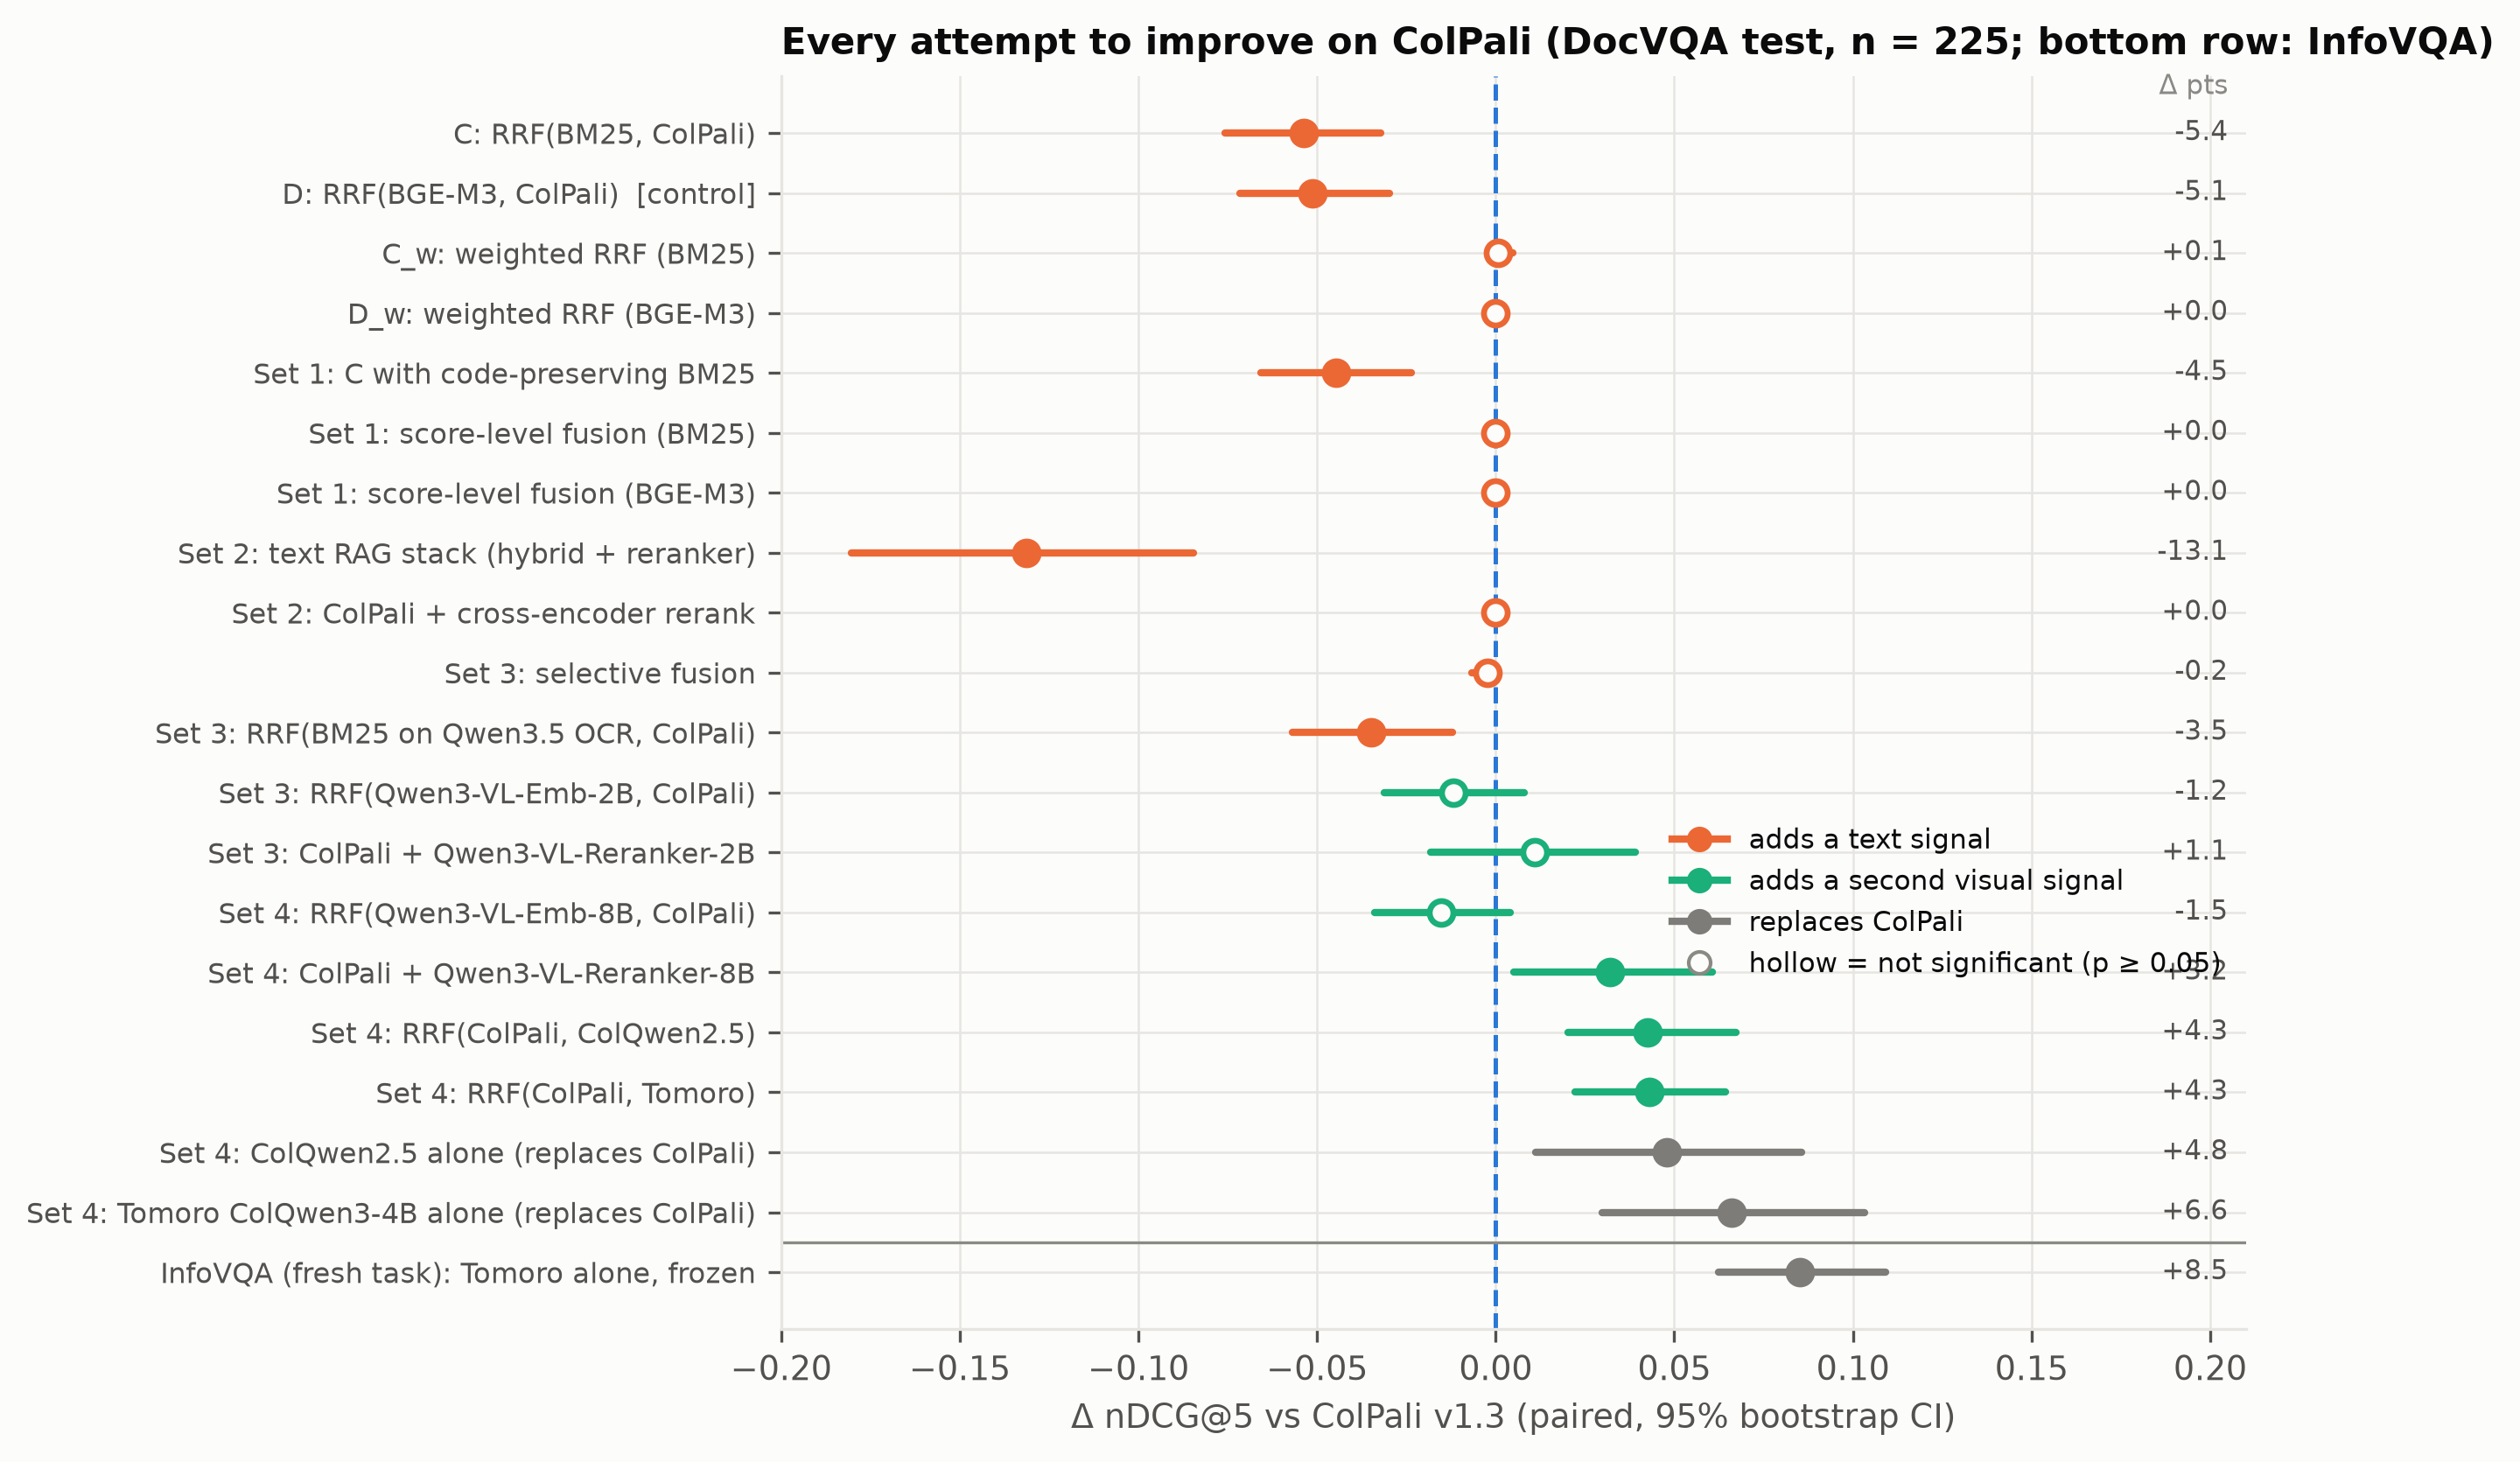 Every attempt to improve on ColPali (DocVQA test, n = 225; bottom row: InfoVQA)
Δ pts
C: RRF(BM25, ColPali) -5.4
D: RRF(BGE-M3, ColPali)  [control] -5.1
C_w: weighted RRF (BM25) +0.1
D_w: weighted RRF (BGE-M3) +0.0
Set 1: C with code-preserving BM25 -4.5
Set 1: score-level fusion (BM25) +0.0
Set 1: score-level fusion (BGE-M3) +0.0
Set 2: text RAG stack (hybrid + reranker) -13.1
Set 2: ColPali + cross-encoder rerank +0.0
Set 3: selective fusion -0.2
Set 3: RRF(BM25 on Qwen3.5 OCR, ColPali) -3.5
Set 3: RRF(Qwen3-VL-Emb-2B, ColPali) -1.2
Set 3: ColPali + Qwen3-VL-Reranker-2B +1.1
Set 4: RRF(Qwen3-VL-Emb-8B, ColPali) -1.5
Set 4: ColPali + Qwen3-VL-Reranker-8B +3.2
Set 4: RRF(ColPali, ColQwen2.5) +4.3
Set 4: RRF(ColPali, Tomoro) +4.3
Set 4: ColQwen2.5 alone (replaces ColPali) +4.8
Set 4: Tomoro ColQwen3-4B alone (replaces ColPali) +6.6
InfoVQA (fresh task): Tomoro alone, frozen +8.5
adds a text signal
adds a second visual signal
replaces ColPali
hollow = not significant (p ≥ 0.05)
−0.20 −0.15 −0.10 −0.05 0.00 0.05 0.10 0.15 0.20
Δ nDCG@5 vs ColPali v1.3 (paired, 95% bootstrap CI)